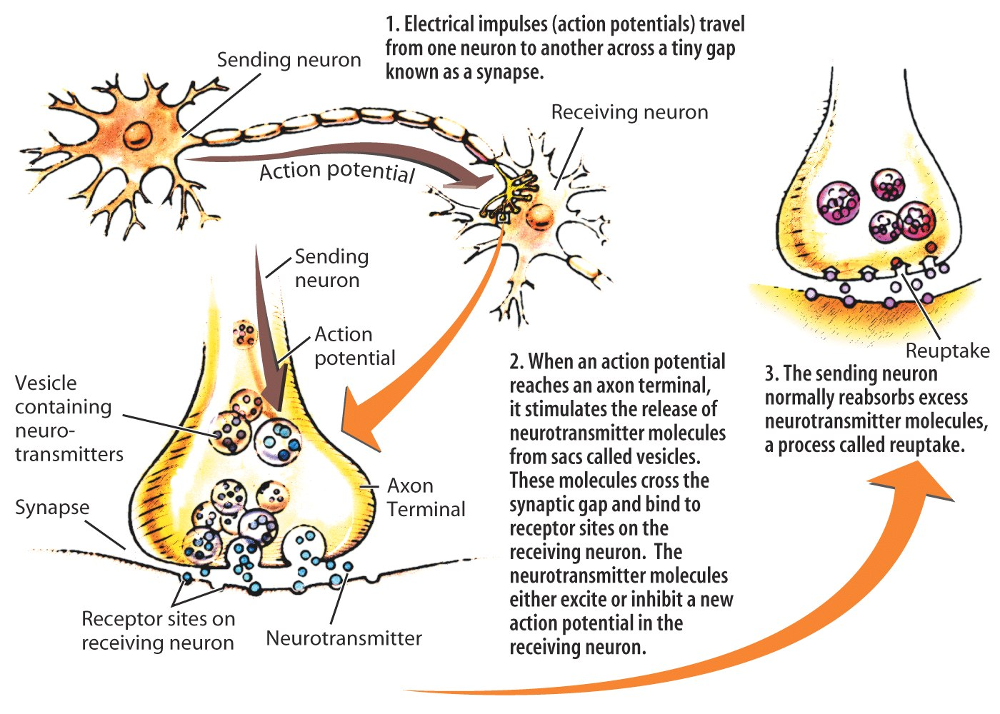 1. Electrical impulses (action potentials) travel
from one neuron to another across a tiny gap
known as a synapse.
Sending neuron
Receiving neuron
Action potential
Sending
neuron
Action
potential
Vesicle
containing
neuro-
transmitters
Synapse
Axon
Terminal
Receptor sites on
receiving neuron
Neurotransmitter
2. When an action potential
reaches an axon terminal,
it stimulates the release of
neurotransmitter molecules
from sacs called vesicles.
These molecules cross the
synaptic gap and bind to
receptor sites on the
receiving neuron.  The
neurotransmitter molecules
either excite or inhibit a new
action potential in the
receiving neuron.
Reuptake
3. The sending neuron
normally reabsorbs excess
neurotransmitter molecules,
a process called reuptake.